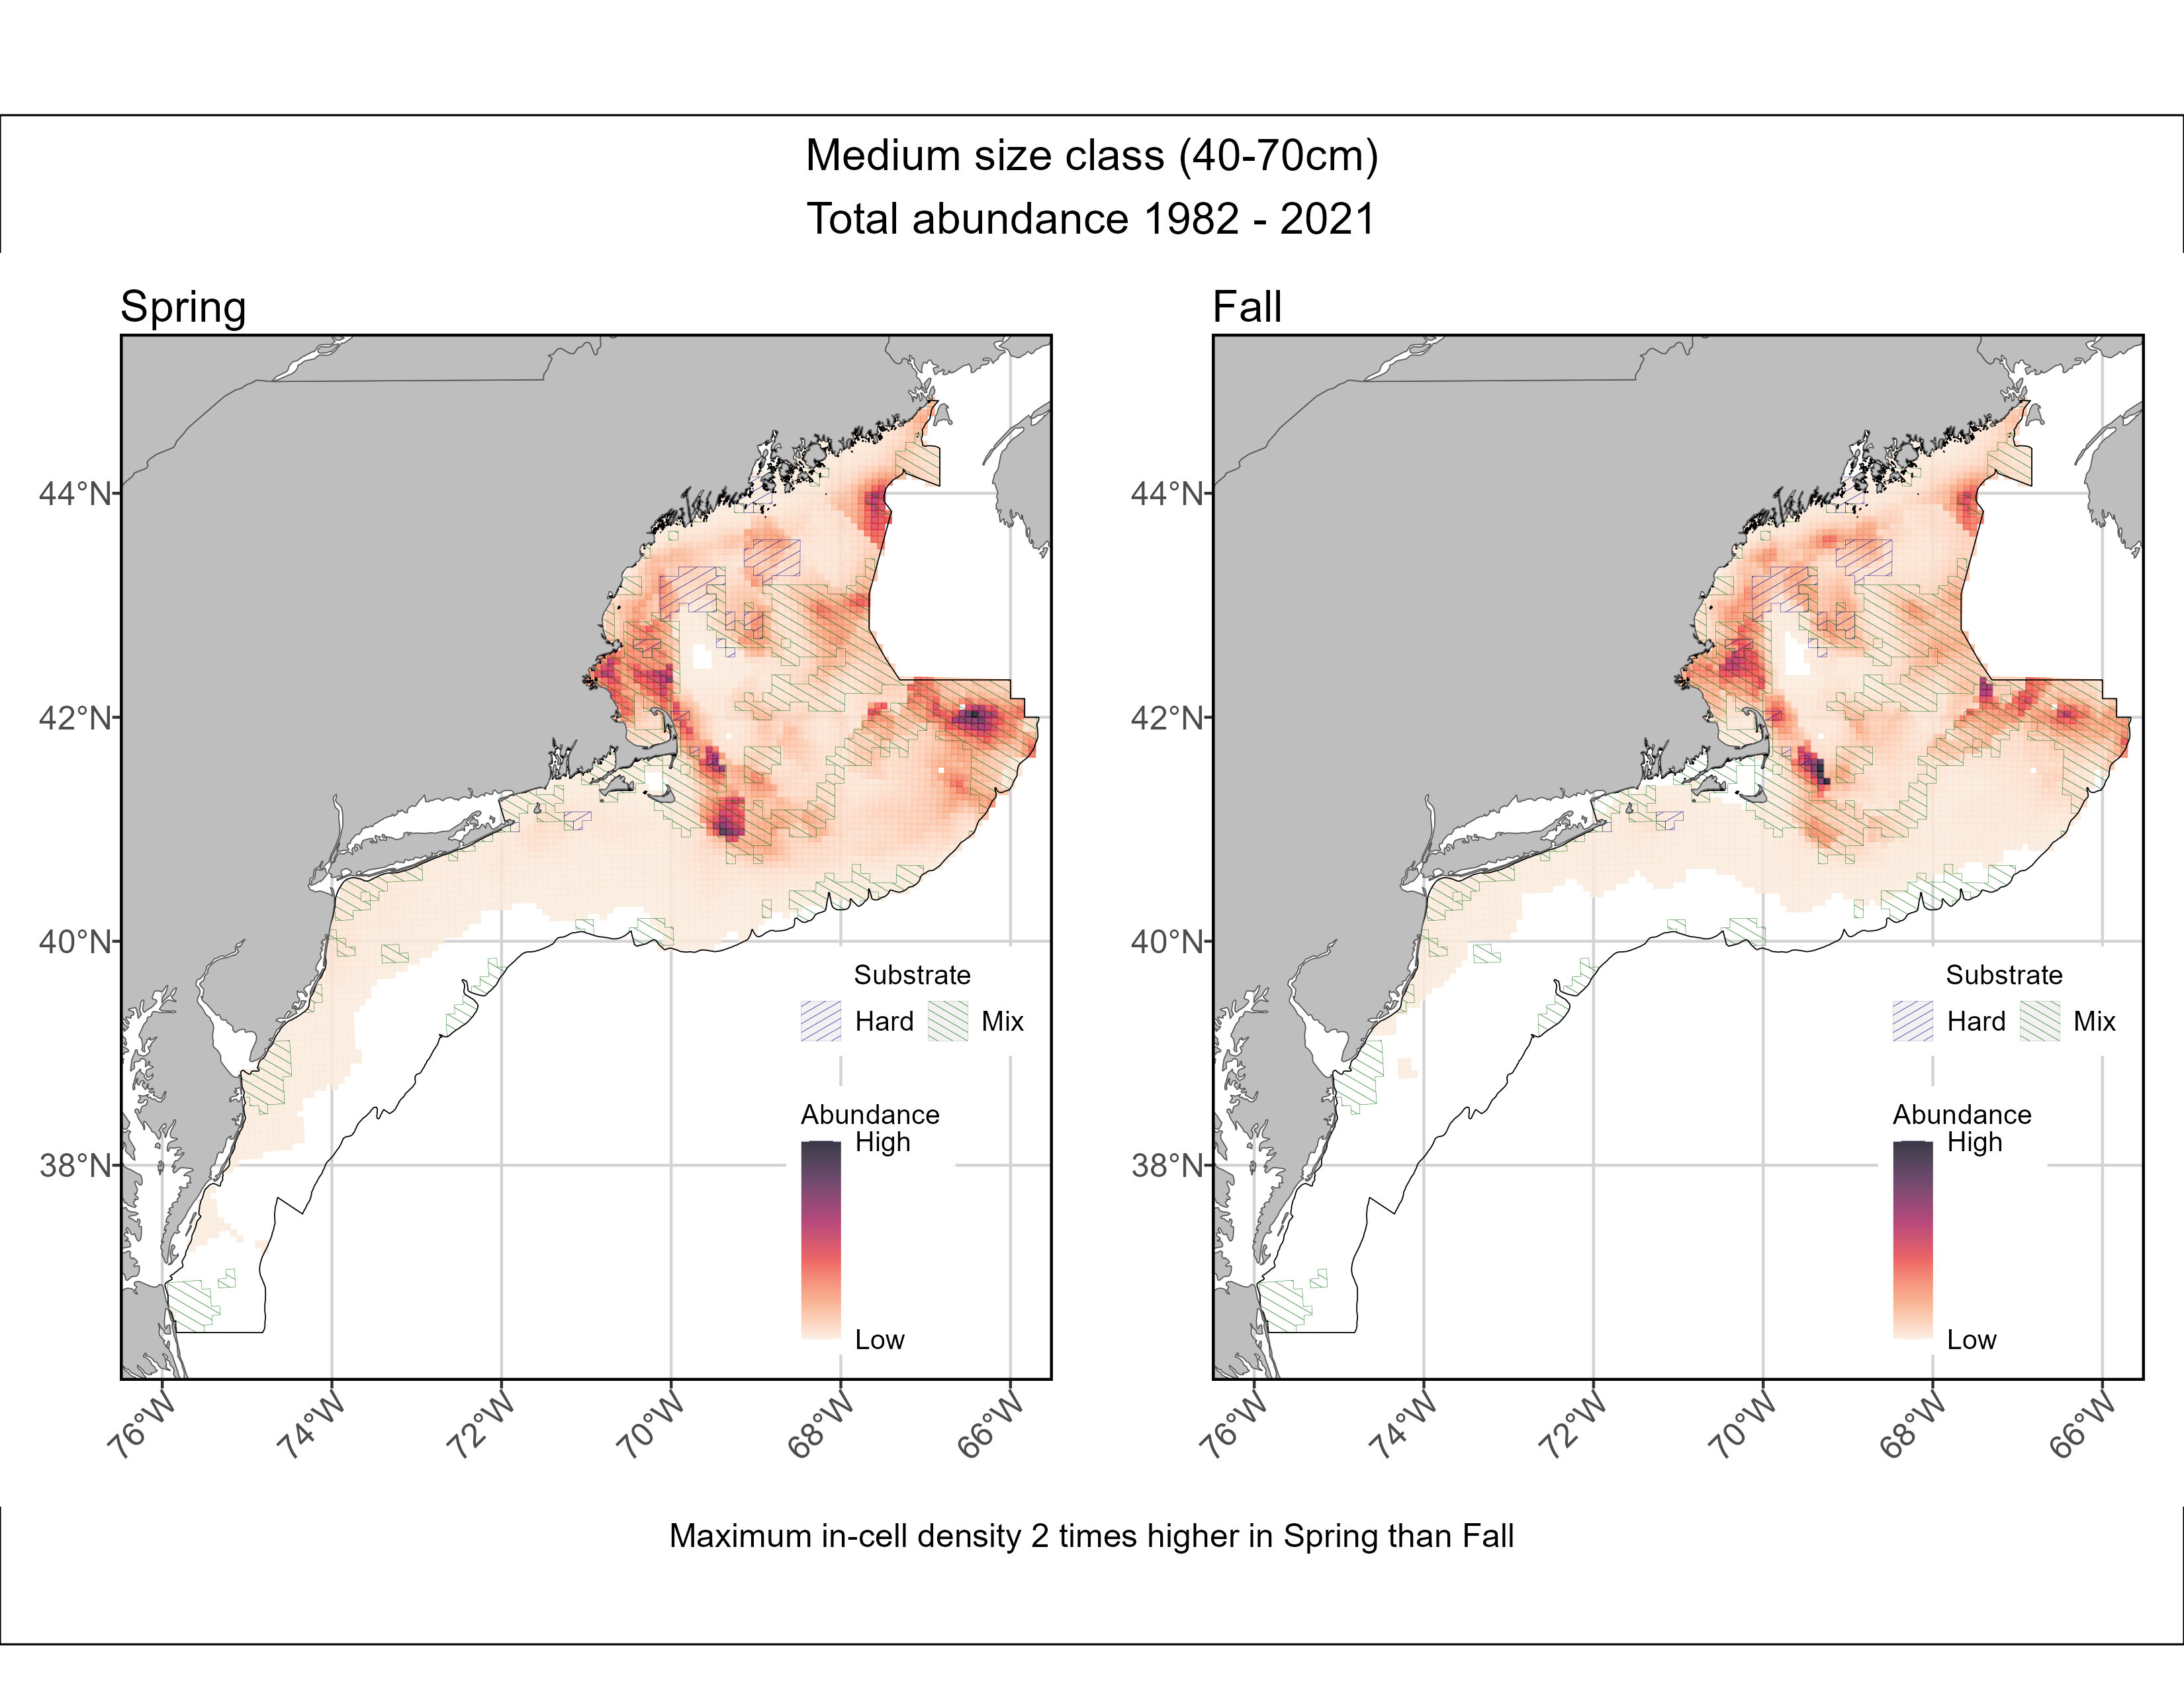 Medium size class (40-70cm)
Total abundance 1982 - 2021
Spring
44°N
42°N
40°N
38°N
76°W
74°W
72°W
70°W
68°W
66°W
Substrate
Hard
Mix
Abundance
High
Low
Fall
44°N
42°N
40°N
38°N
76°W
74°W
72°W
70°W
68°W
66°W
Substrate
Hard
Mix
Abundance
High
Low
Maximum in-cell density 2 times higher in Spring than Fall